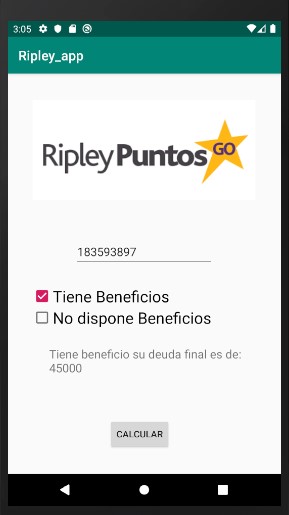 3:05
Ripley_app
Ripley Puntos GO
183593897
Tiene Beneficios
No dispone Beneficios
Tiene beneficio su deuda final es de:
45000
CALCULAR